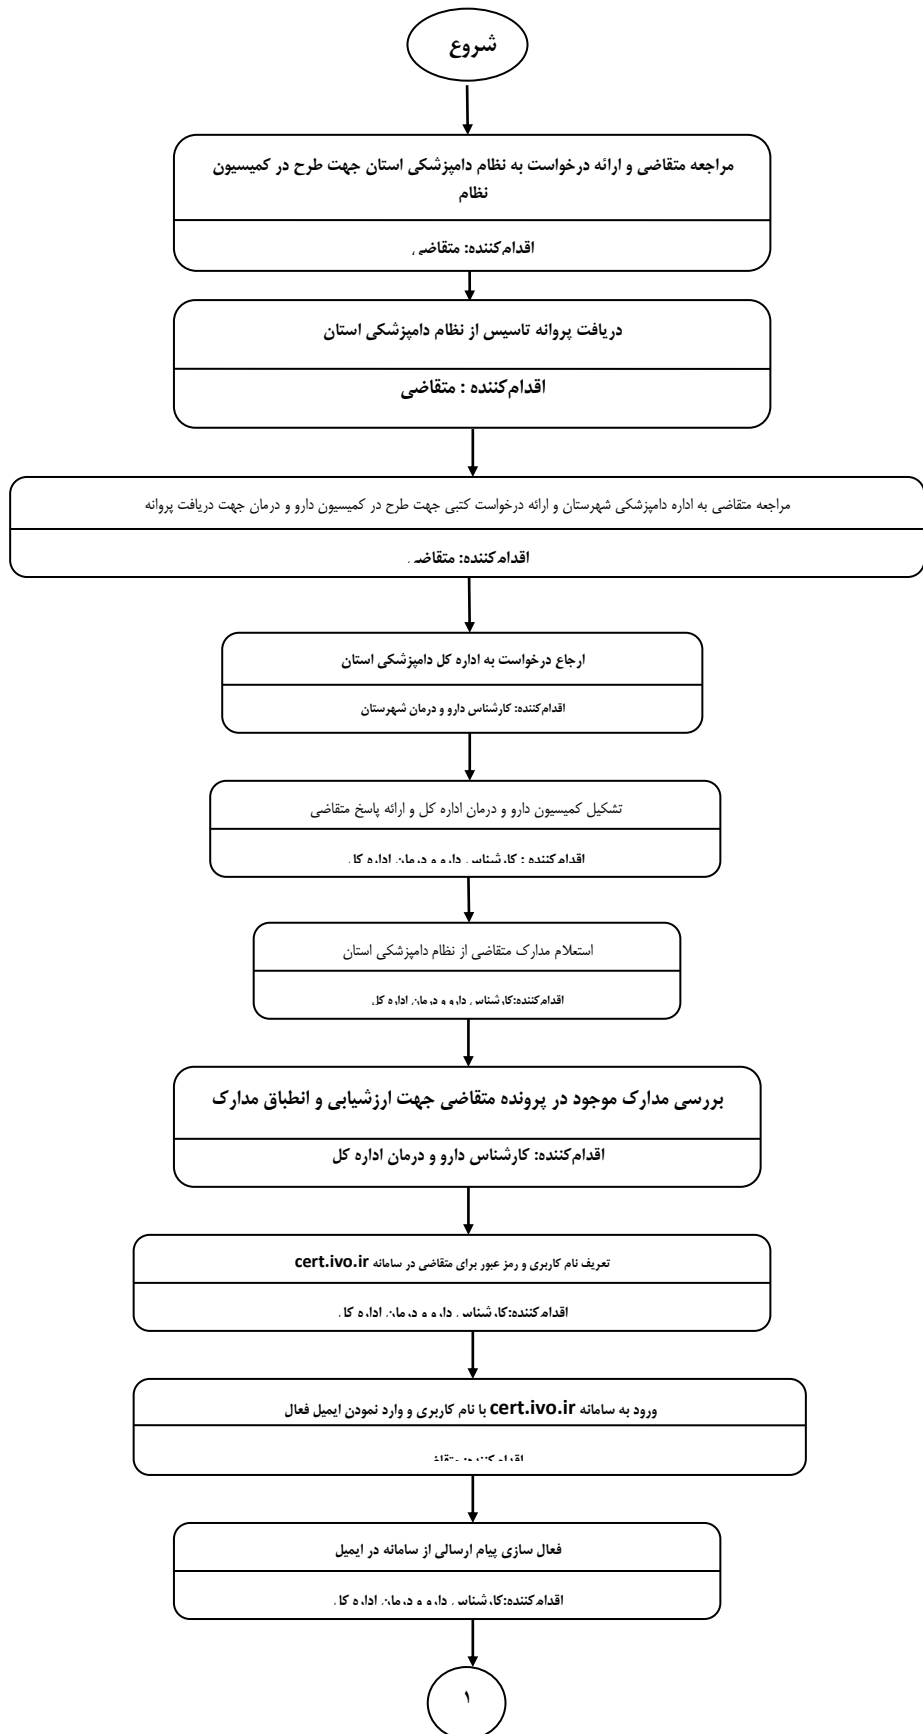 شروع
مراجعه متقاضی و ارائه درخواست به نظام دامپزشکی استان جهت طرح در کمیسیون
نظام
اقدام‌کننده: متقاضی
دریافت پروانه تاسیس از نظام دامپزشکی استان
اقدام‌کننده : متقاضی
مراجعه متقاضی به اداره دامپزشکی شهرستان و ارائه درخواست کتبی جهت طرح در کمیسیون دارو و درمان جهت دریافت پروانه
اقدام‌کننده: متقاضی
ارجاع درخواست به اداره کل دامپزشکی استان
اقدام‌کننده: کارشناس دارو و درمان شهرستان
تشکیل کمیسیون دارو و درمان اداره کل و ارائه پاسخ متقاضی
اقدام‌کننده : کارشناس دارو و درمان اداره کل
استعلام مدارک متقاضی از نظام دامپزشکی استان
اقدام‌کننده:کارشناس دارو و درمان اداره کل
بررسی مدارک موجود در پرونده متقاضی جهت ارزشیابی و انطباق مدارک
اقدام‌کننده: کارشناس دارو و درمان اداره کل
تعریف نام کاربری و رمز عبور برای متقاضی در سامانه cert.ivo.ir
اقدام‌کننده:کارشناس دارو و درمان اداره کل
ورود به سامانه cert.ivo.ir با نام کاربری و وارد نمودن ایمیل فعال
اقدام‌کننده: متقاضی
فعال سازی پیام ارسالی از سامانه در ایمیل
اقدام‌کننده:کارشناس دارو و درمان اداره کل
۱